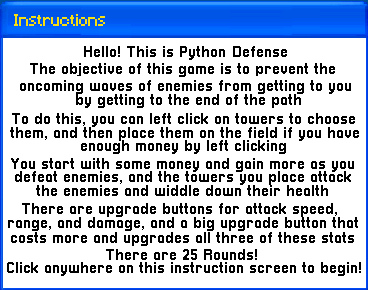 Instructions
Hello! This is Python Defense
The objective of this game is to prevent the
oncoming waves of enemies from getting to you
by getting to the end of the path
To do this, you can left click on towers to choose
them, and then place them on the field if you have
enough money by left clicking
You start with some money and gain more as you
defeat enemies, and the towers you place attack
the enemies and widdle down their health
There are upgrade buttons for attack speed,
range, and damage, and a big upgrade button that
costs more and upgrades all three of these stats
There are 25 Rounds!
Click anywhere on this instruction screen to begin!